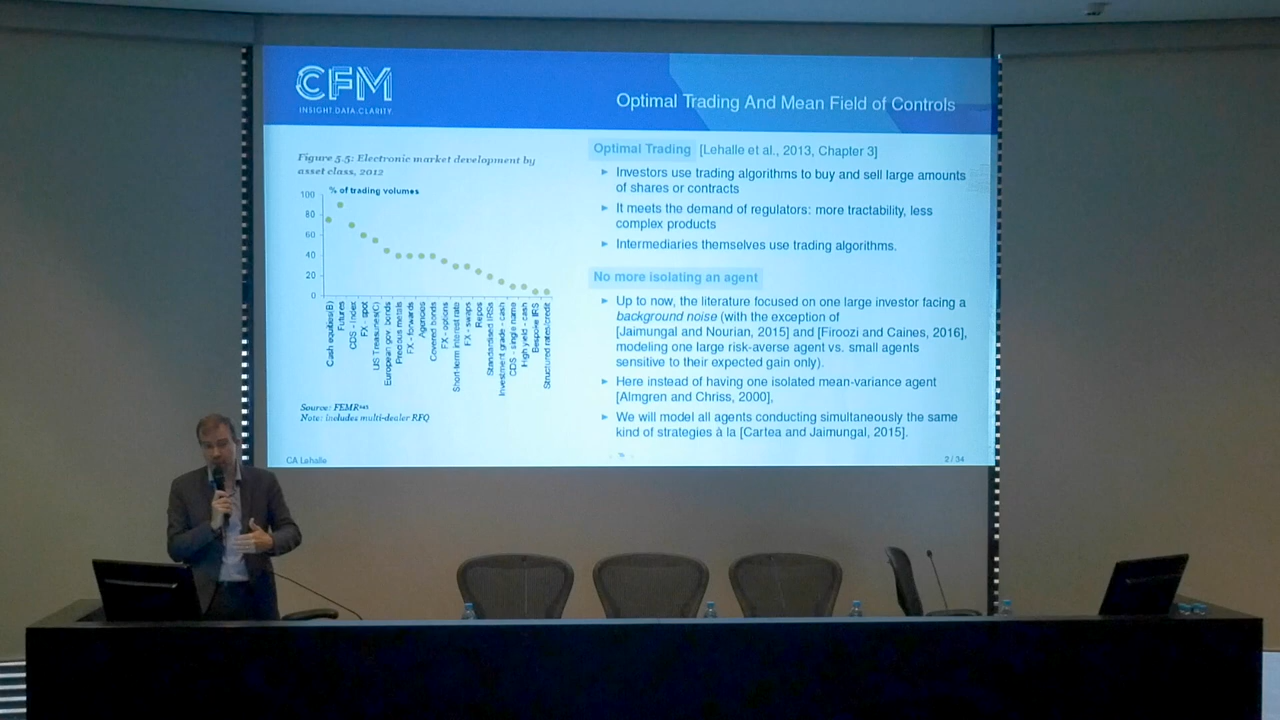 CFM
INSIGHT.DATA.CLARITY
Optimal Trading And Mean Field of Controls
Figure 5.5: Electronic market development by
asset class, 2012
% of trading volumes
100
80
60
40
20
0
Cash equities(B)
Futures
CDS - Index
FX - spot
US Treasuries(C)
European gov. bonds
Precious metals
FX - forwards
Agencies
Covered bonds
FX - options
Short-term interest rate
FX - swaps
Repos
Standardised IRSs
Investment grade - cash
CDS - single name
High yield - cash
Bespoke IRS
Structured rates/credit
Source: FEMR
Note: includes multi-dealer RFQ
Optimal Trading [Lehalle et al., 2013, Chapter 3]
► Investors use trading algorithms to buy and sell large amounts
of shares or contracts
► It meets the demand of regulators: more tractability, less
complex products
► Intermediaries themselves use trading algorithms.
No more isolating an agent
► Up to now, the literature focused on one large investor facing a
background noise (with the exception of
[Jaimungal and Nourian, 2015] and [Firoozi and Caines, 2016],
modeling one large risk-averse agent vs. small agents
sensitive to their expected gain only).
► Here instead of having one isolated mean-variance agent
[Almgren and Chriss, 2000],
► We will model all agents conducting simultaneously the same
kind of strategies à la [Cartea and Jaimungal, 2015].
CA Lehalle
2 / 34